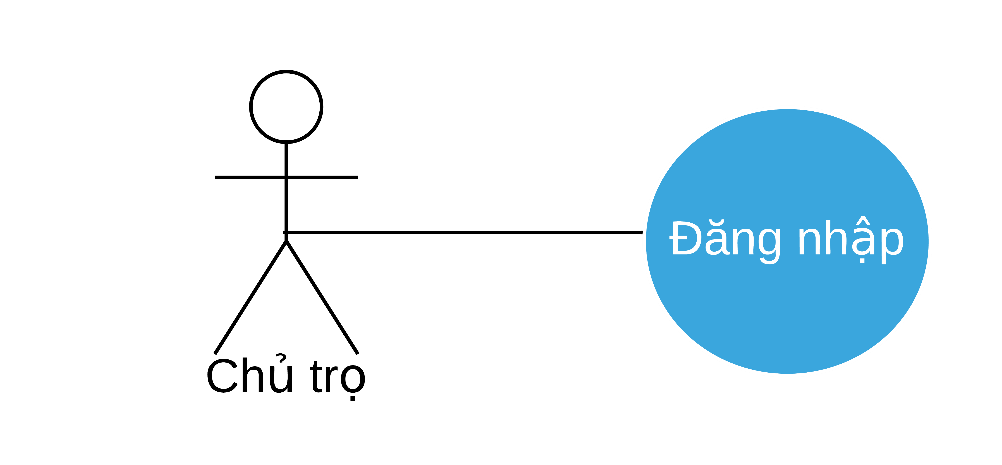 Đăng nhập
Chủ trọ